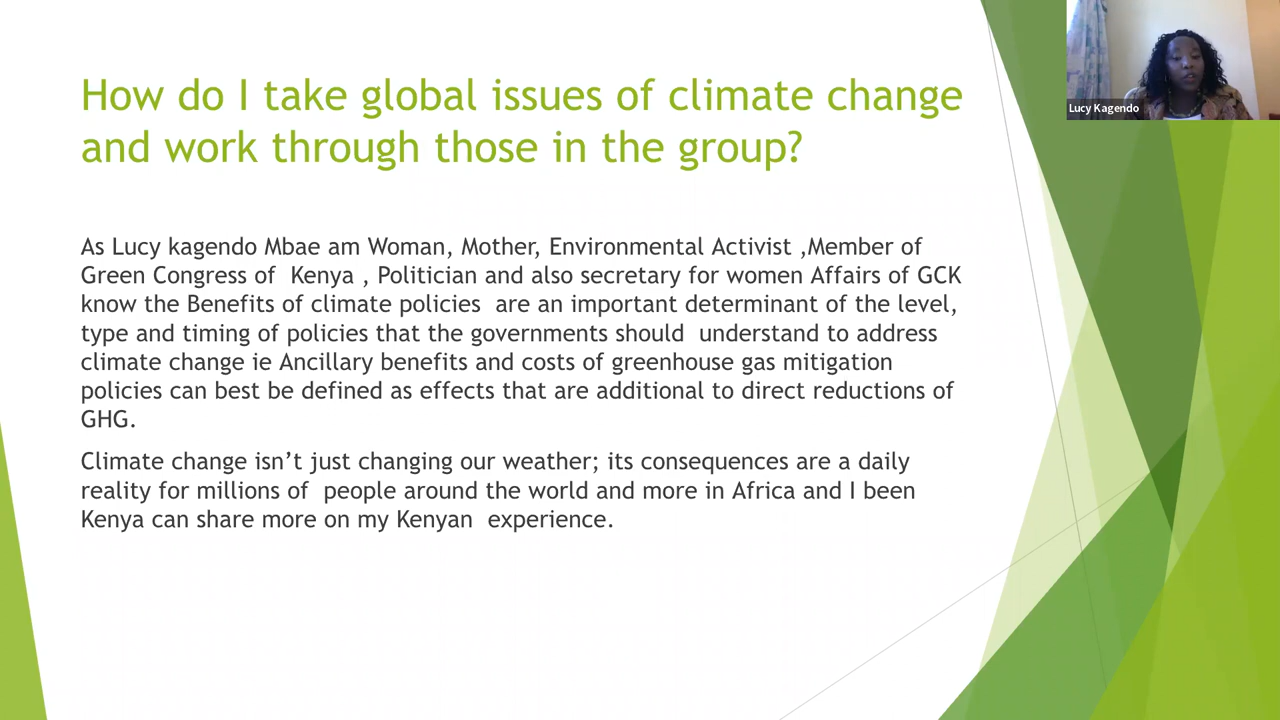 How do I take global issues of climate change
and work through those in the group?
Lucy Kagendo
As Lucy kagendo Mbae am Woman, Mother, Environmental Activist ,Member of
Green Congress of  Kenya , Politician and also secretary for women Affairs of GCK
know the Benefits of climate policies  are an important determinant of the level,
type and timing of policies that the governments should  understand to address
climate change ie Ancillary benefits and costs of greenhouse gas mitigation
policies can best be defined as effects that are additional to direct reductions of
GHG.
Climate change isn’t just changing our weather; its consequences are a daily
reality for millions of  people around the world and more in Africa and I been
Kenya can share more on my Kenyan  experience.